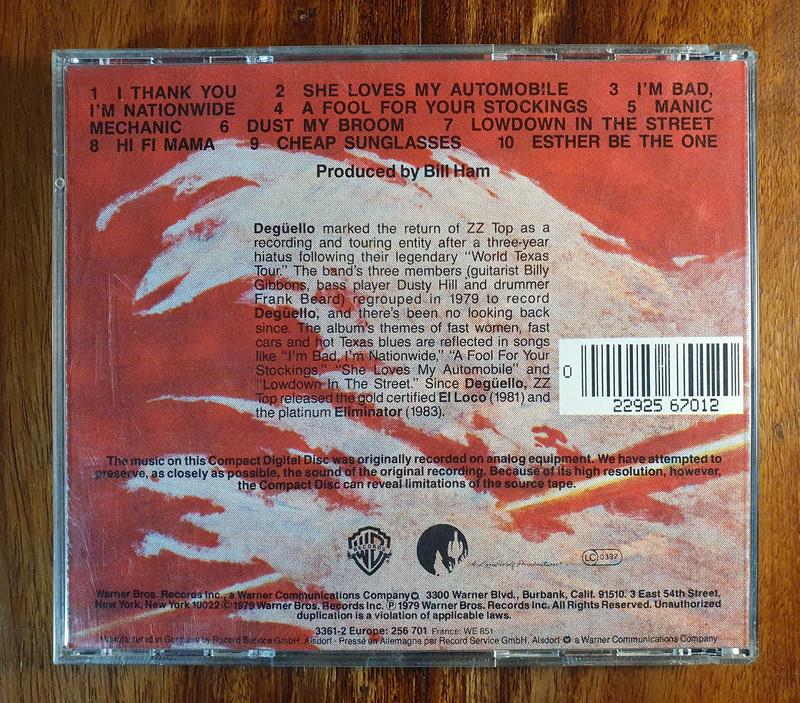 1 I THANK YOU 2 SHE LOVES MY AUTOMOBILE 3 I'M BAD,
I'M NATIONWIDE 4 A FOOL FOR YOUR STOCKINGS 5 MANIC
MECHANIC 6 DUST MY BROOM 7 LOWDOWN IN THE STREET
8 HI FI MAMA 9 CHEAP SUNGLASSES 10 ESTHER BE THE ONE
Produced by Bill Ham
Degüello marked the return of ZZ Top as a
recording and touring entity after a three-year
hiatus following their legendary "World Texas
Tour." The band's three members (guitarist Billy
Gibbons, bass player Dusty Hill and drummer
Frank Beard) regrouped in 1979 to record
Degüello, and there's been no looking back
since. The album's themes of fast women, fast
cars and hot Texas blues are reflected in songs
like "I'm Bad, I'm Nationwide," "A Fool For Your
Stockings," "She Loves My Automobile" and
"Lowdown In The Street." Since Degüello, ZZ
Top released the gold certified El Loco (1981) and
the platinum Eliminator (1983).
0
22925 67012
The music on this Compact Digital Disc was originally recorded on analog equipment. We have attempted to
preserve, as closely as possible, the sound of the original recording. Because of its high resolution, however,
the Compact Disc can reveal limitations of the source tape.
WB
RECORDS
A Lone Wolf Production
LC 0392
Warner Bros. Records Inc., a Warner Communications Company 3300 Warner Blvd., Burbank, Calif. 91510. 3 East 54th Street,
New York, New York 10022 © 1979 Warner Bros. Records Inc. ℗ 1979 Warner Bros. Records Inc. All Rights Reserved. Unauthorized
duplication is a violation of applicable laws.
3361-2 Europe: 256 701 France: WE 851
Manufactured in Germany by Record Service GmbH, Alsdorf - Pressé en Allemagne par Record Service GmbH, Alsdorf a Warner Communications Company